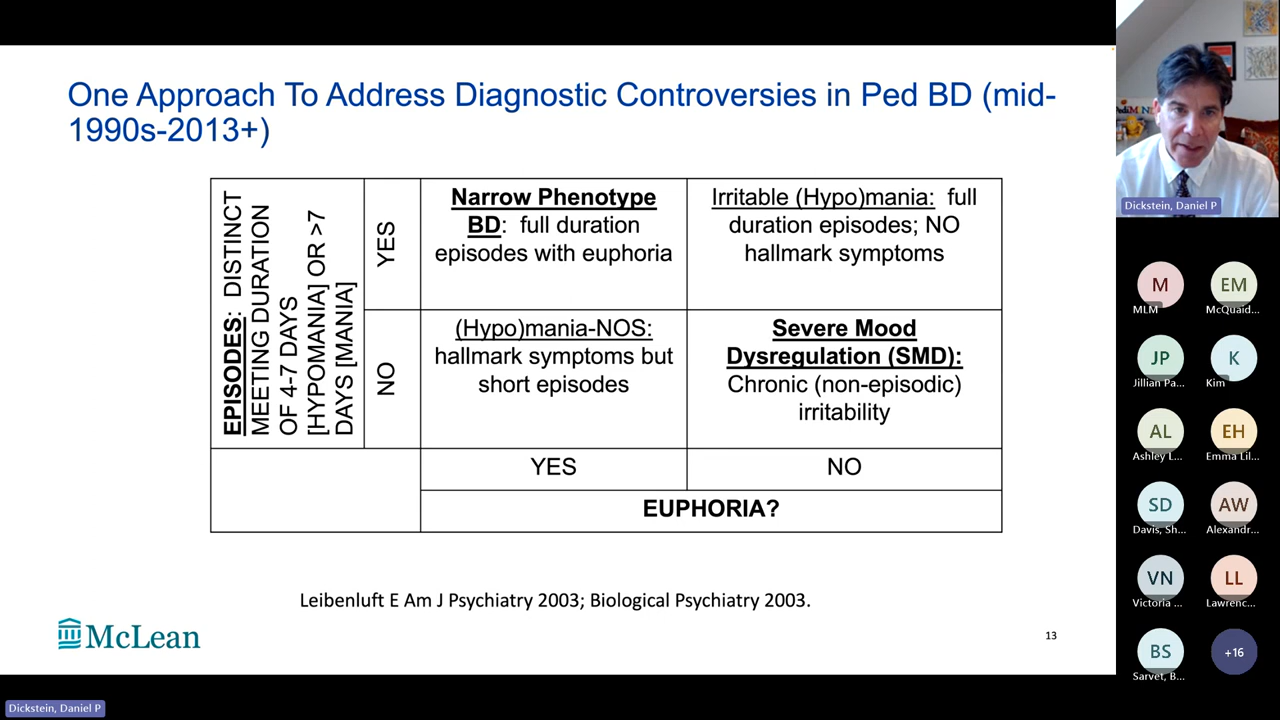 One Approach To Address Diagnostic Controversies in Ped BD (mid-
1990s-2013+)
EPISODES: DISTINCT
MEETING DURATION
OF 4-7 DAYS
[HYPOMANIA] OR >7
DAYS [MANIA]
YES
Narrow Phenotype
BD: full duration
episodes with euphoria
Irritable (Hypo)mania: full
duration episodes; NO
hallmark symptoms
NO
(Hypo)mania-NOS:
hallmark symptoms but
short episodes
Severe Mood
Dysregulation (SMD):
Chronic (non-episodic)
irritability
YES
NO
EUPHORIA?
Leibenluft E Am J Psychiatry 2003; Biological Psychiatry 2003.
McLean
13
Dickstein, Daniel P
Dickstein, Daniel P
M
MLM
EM
McQuaid...
JP
Jillian Pa...
K
Kim
AL
Ashley L...
EH
Emma Lil...
SD
Davis, Sh...
AW
Alexandr...
VN
Victoria ...
LL
Lawrenc...
BS
Sarvet, B...
+16